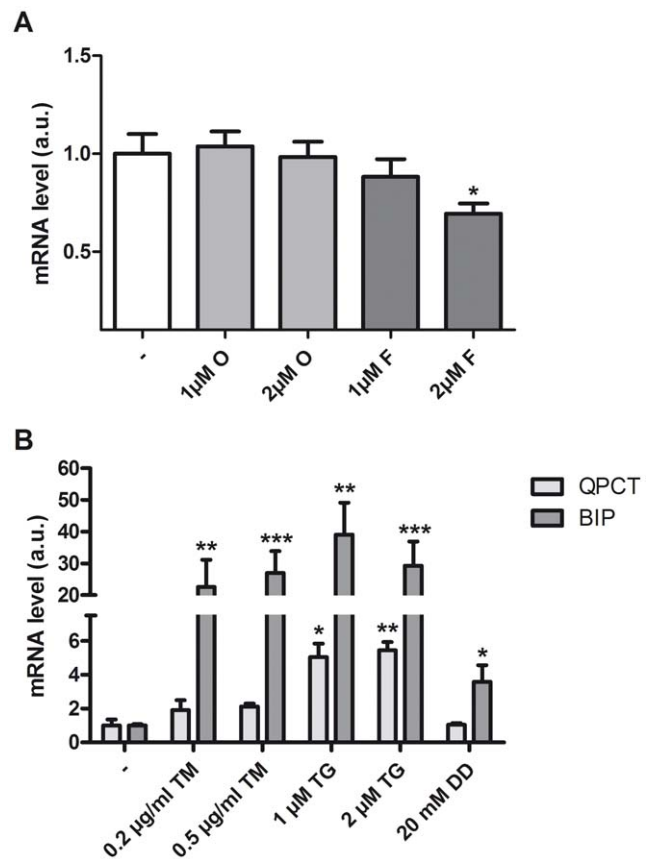 A
mRNA level (a.u.)
1.5
1.0
0.5
-
1µM O
2µM O
1µM F
2µM F
*
B
mRNA level (a.u.)
60
50
40
30
20
6
4
2
0
**
***
**
***
*
**
*
-
0.2 µg/ml TM
0.5 µg/ml TM
1 µM TG
2 µM TG
20 mM DD
QPCT
BIP